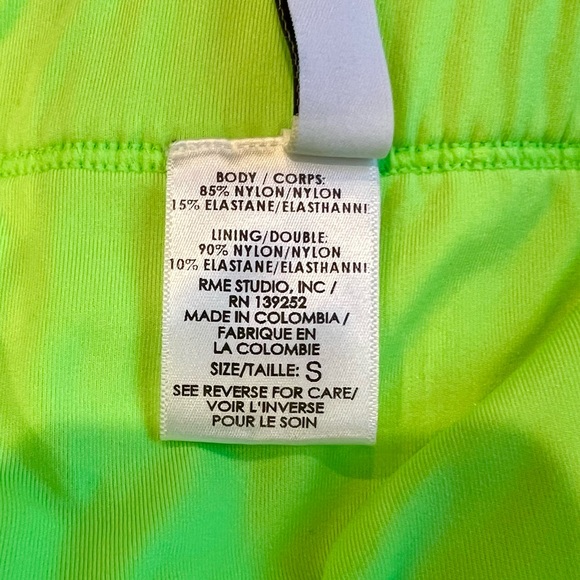 BODY / CORPS:
85% NYLON/NYLON
15% ELASTANE/ELASTHANNE
LINING/DOUBLE:
90% NYLON/NYLON
10% ELASTANE/ELASTHANNE
RME STUDIO, INC /
RN 139252
MADE IN COLOMBIA /
FABRIQUE EN
LA COLOMBIE
SIZE/TAILLE: S
SEE REVERSE FOR CARE/
VOIR L'INVERSE
POUR LE SOIN